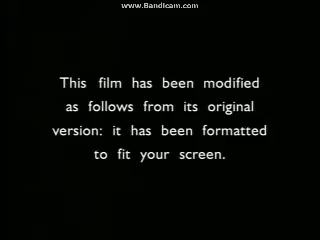 www.Bandicam.com
This film has been modified
as follows from its original
version: it has been formatted
to fit your screen.